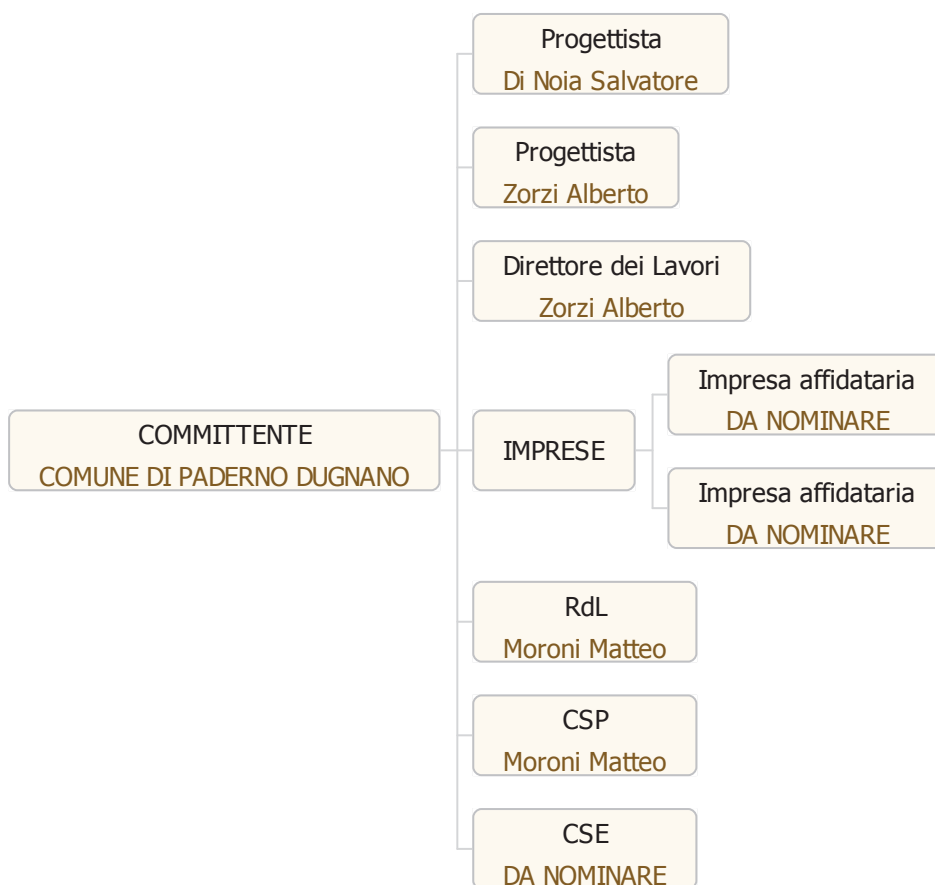 Progettista
Di Noia Salvatore
Progettista
Zorzi Alberto
Direttore dei Lavori
Zorzi Alberto
COMMITTENTE
COMUNE DI PADERNO DUGNANO
IMPRESE
Impresa affidataria
DA NOMINARE
Impresa affidataria
DA NOMINARE
RdL
Moroni Matteo
CSP
Moroni Matteo
CSE
DA NOMINARE